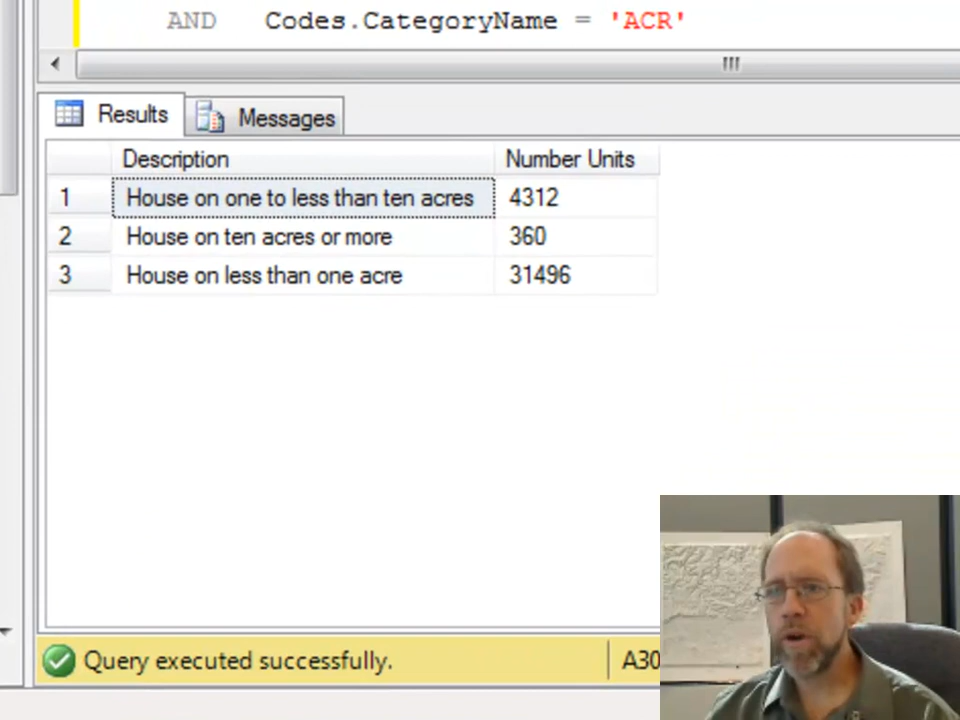 AND Codes.CategoryName = 'ACR'
Results Messages
Description Number Units
1 House on one to less than ten acres 4312
2 House on ten acres or more 360
3 House on less than one acre 31496
Query executed successfully. A30